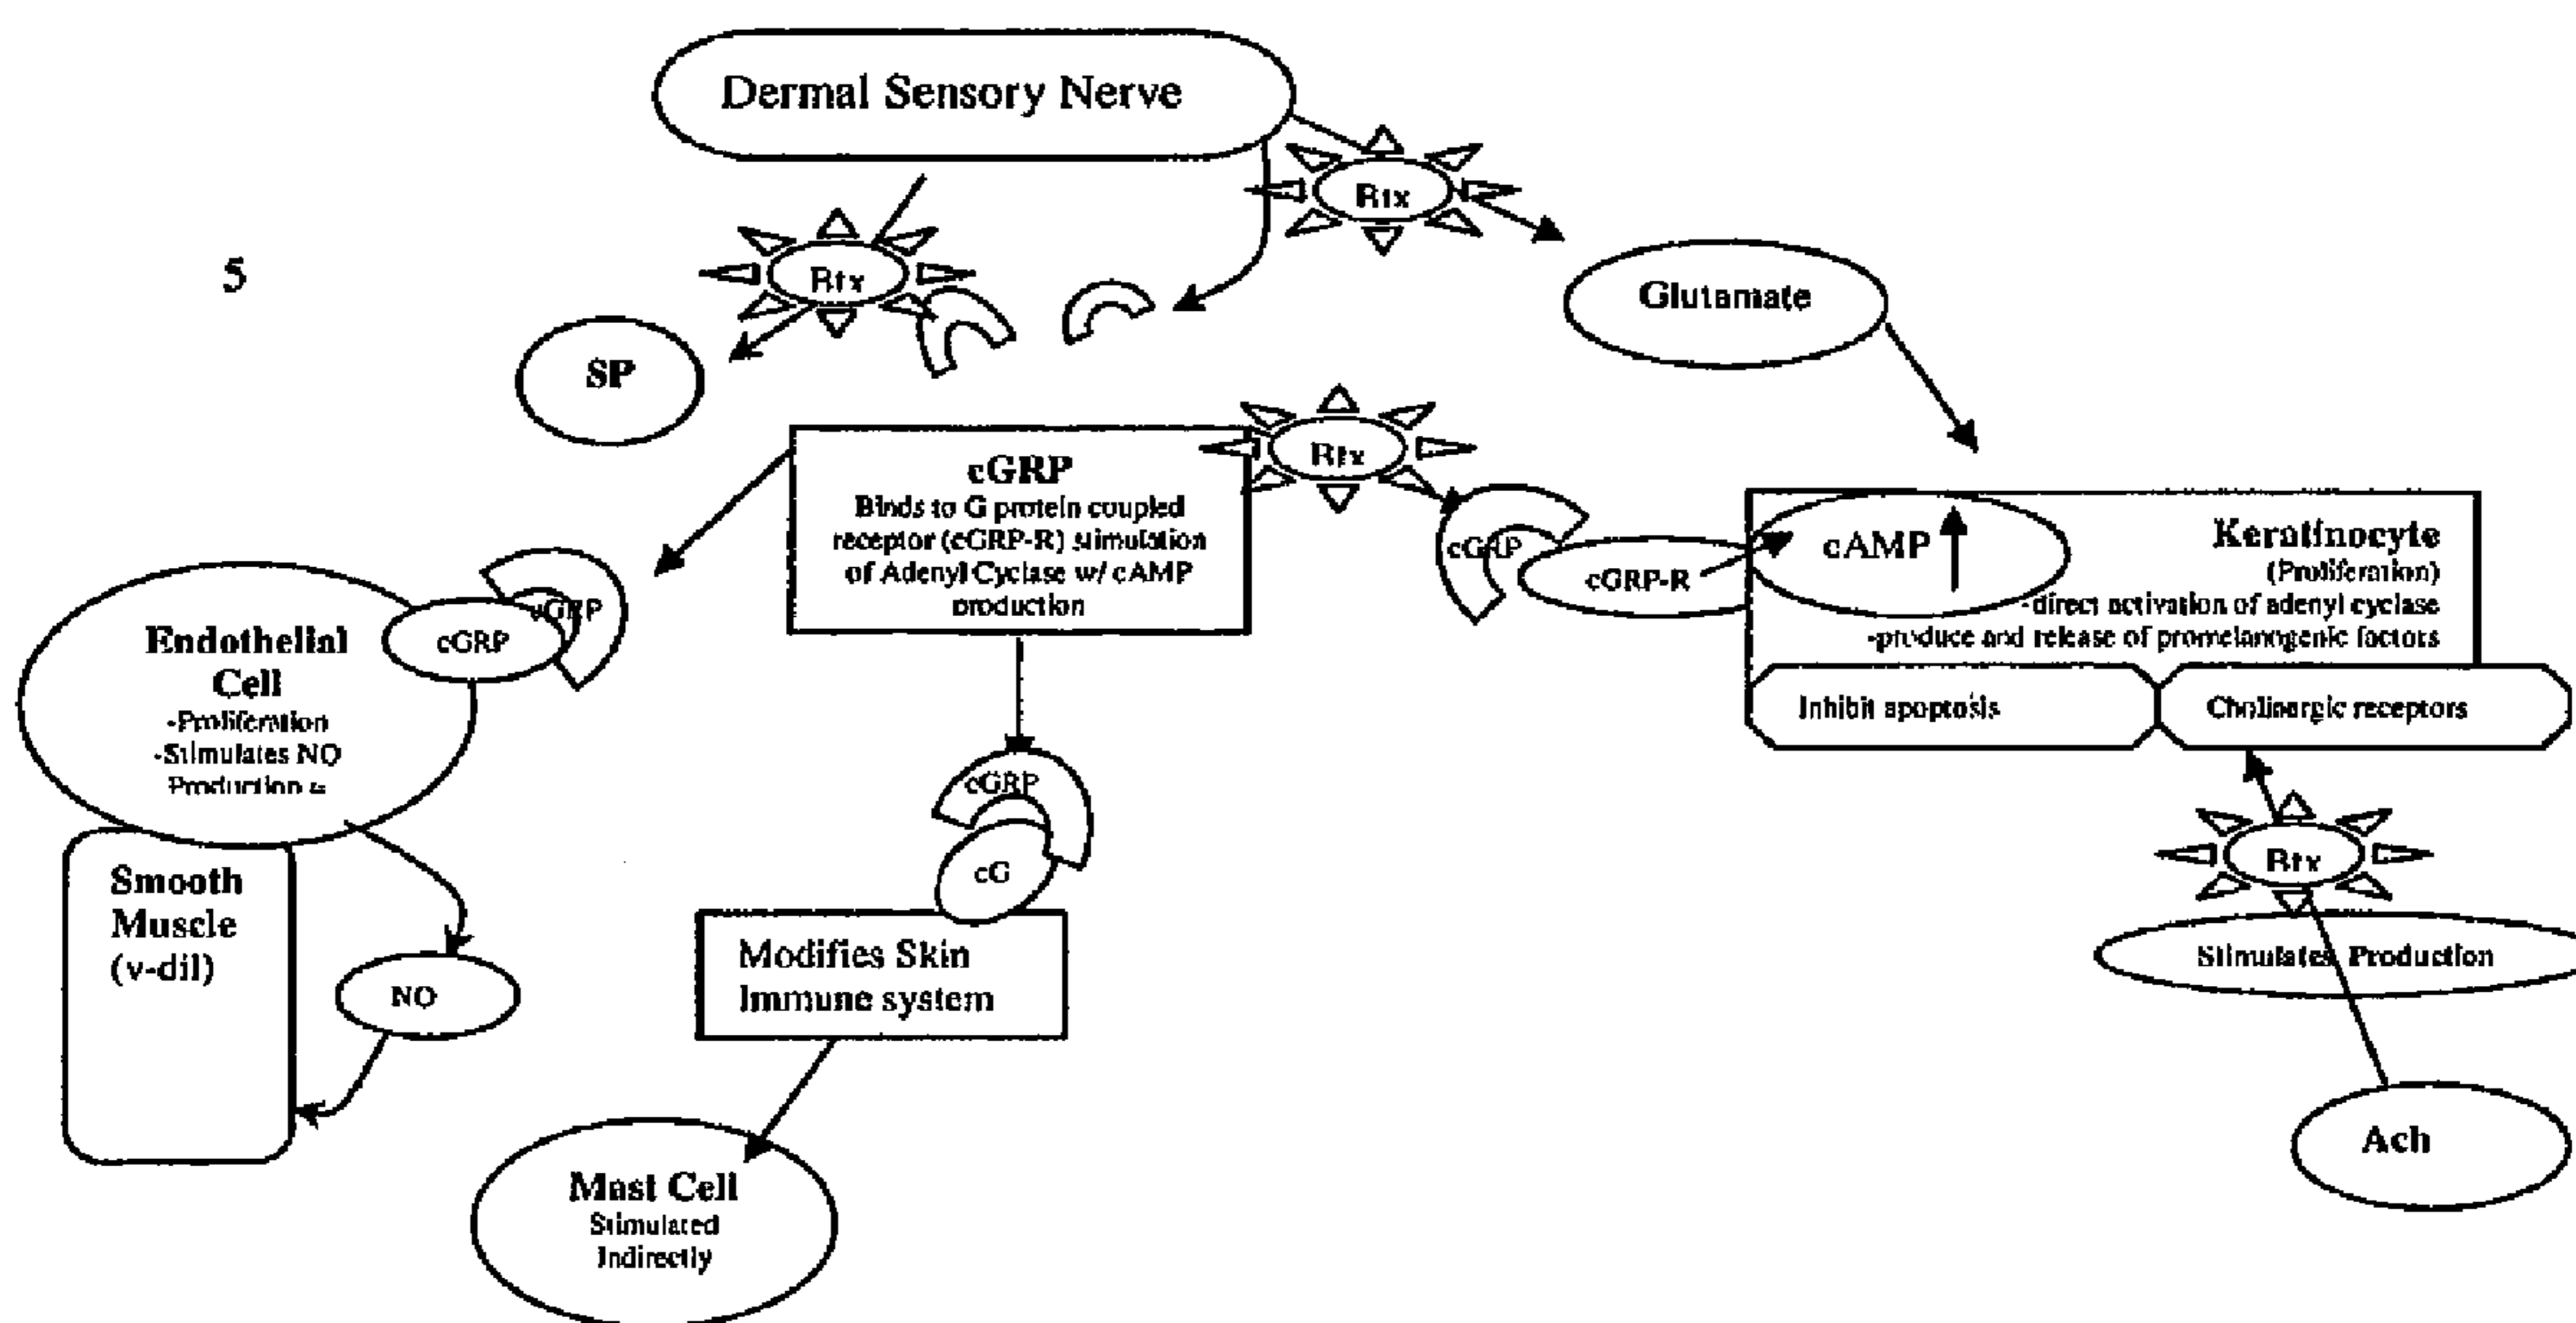 Dermal Sensory Nerve
Rtx
Rtx
5
Glutamate
SP
Rtx
cGRP
Binds to G protein coupled
receptor (cGRP-R) stimulation
of Adenyl Cyclase w/ cAMP
production
cGRP
cGRP-R
cAMP
Keratinocyte
(Proliferation)
-direct activation of adenyl cyclase
-produce and release of promelanogenic factors
Inhibit apoptosis
Cholinergic receptors
cGRP
cGRP
Endothelial
Cell
-Proliferation
-Stimulates NO
Production
cGRP
cG
Rtx
Smooth
Muscle
(v-dil)
NO
Modifies Skin
Immune system
Stimulates Production
Ach
Mast Cell
Stimulated
Indirectly